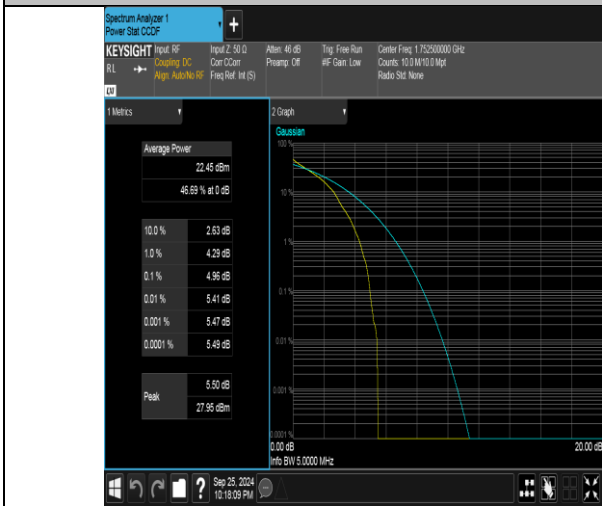 Spectrum Analyzer 1
Power Stat CCDF
KEYSIGHT
R L
Input: RF
Coupling: DC
Align: Auto/No RF
Input Z: 50 Ω
Corr CCorr
Freq Ref: Int (S)
Atten: 46 dB
Preamp: Off
Trig: Free Run
#IF Gain: Low
Center Freq: 1.752500000 GHz
Counts: 10.0 M/10.0 Mpt
Radio Std: None
1 Metrics
Average Power
22.45 dBm
46.69 % at 0 dB
10.0 % 2.63 dB
1.0 % 4.29 dB
0.1 % 4.96 dB
0.01 % 5.41 dB
0.001 % 5.47 dB
0.0001 % 5.49 dB
Peak
5.50 dB
27.95 dBm
2 Graph
Gaussian
100 %
10 %
1 %
0.1 %
0.01 %
0.001 %
0.0001 %
0.00 dB
20.00 dB
Info BW 5.0000 MHz
Sep 25, 2024
10:18:09 PM